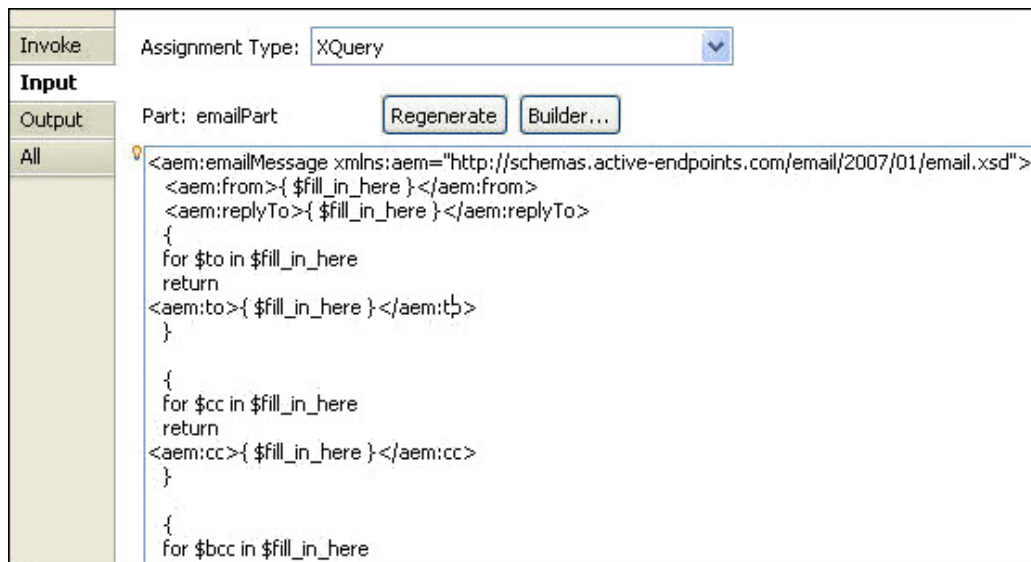 Invoke
Input
Output
All
Assignment Type: XQuery
Part: emailPart Regenerate Builder...
<aem:emailMessage xmlns:aem="http://schemas.active-endpoints.com/email/2007/01/email.xsd">
<aem:from>{ $fill_in_here }</aem:from>
<aem:replyTo>{ $fill_in_here }</aem:replyTo>
{
for $to in $fill_in_here
return
<aem:to>{ $fill_in_here }</aem:to>
}
{
for $cc in $fill_in_here
return
<aem:cc>{ $fill_in_here }</aem:cc>
}
{
for $bcc in $fill_in_here